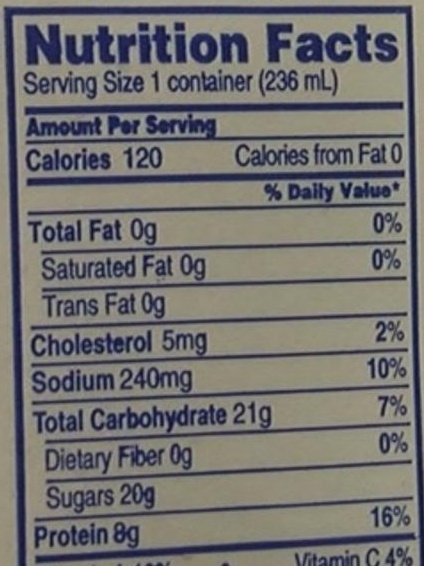 Nutrition Facts
Serving Size 1 container (236 mL)
Amount Per Serving
Calories 120 Calories from Fat 0
% Daily Value*
Total Fat 0g 0%
Saturated Fat 0g 0%
Trans Fat 0g
Cholesterol 5mg 2%
Sodium 240mg 10%
Total Carbohydrate 21g 7%
Dietary Fiber 0g 0%
Sugars 20g
Protein 8g 16%
Vitamin C 4%